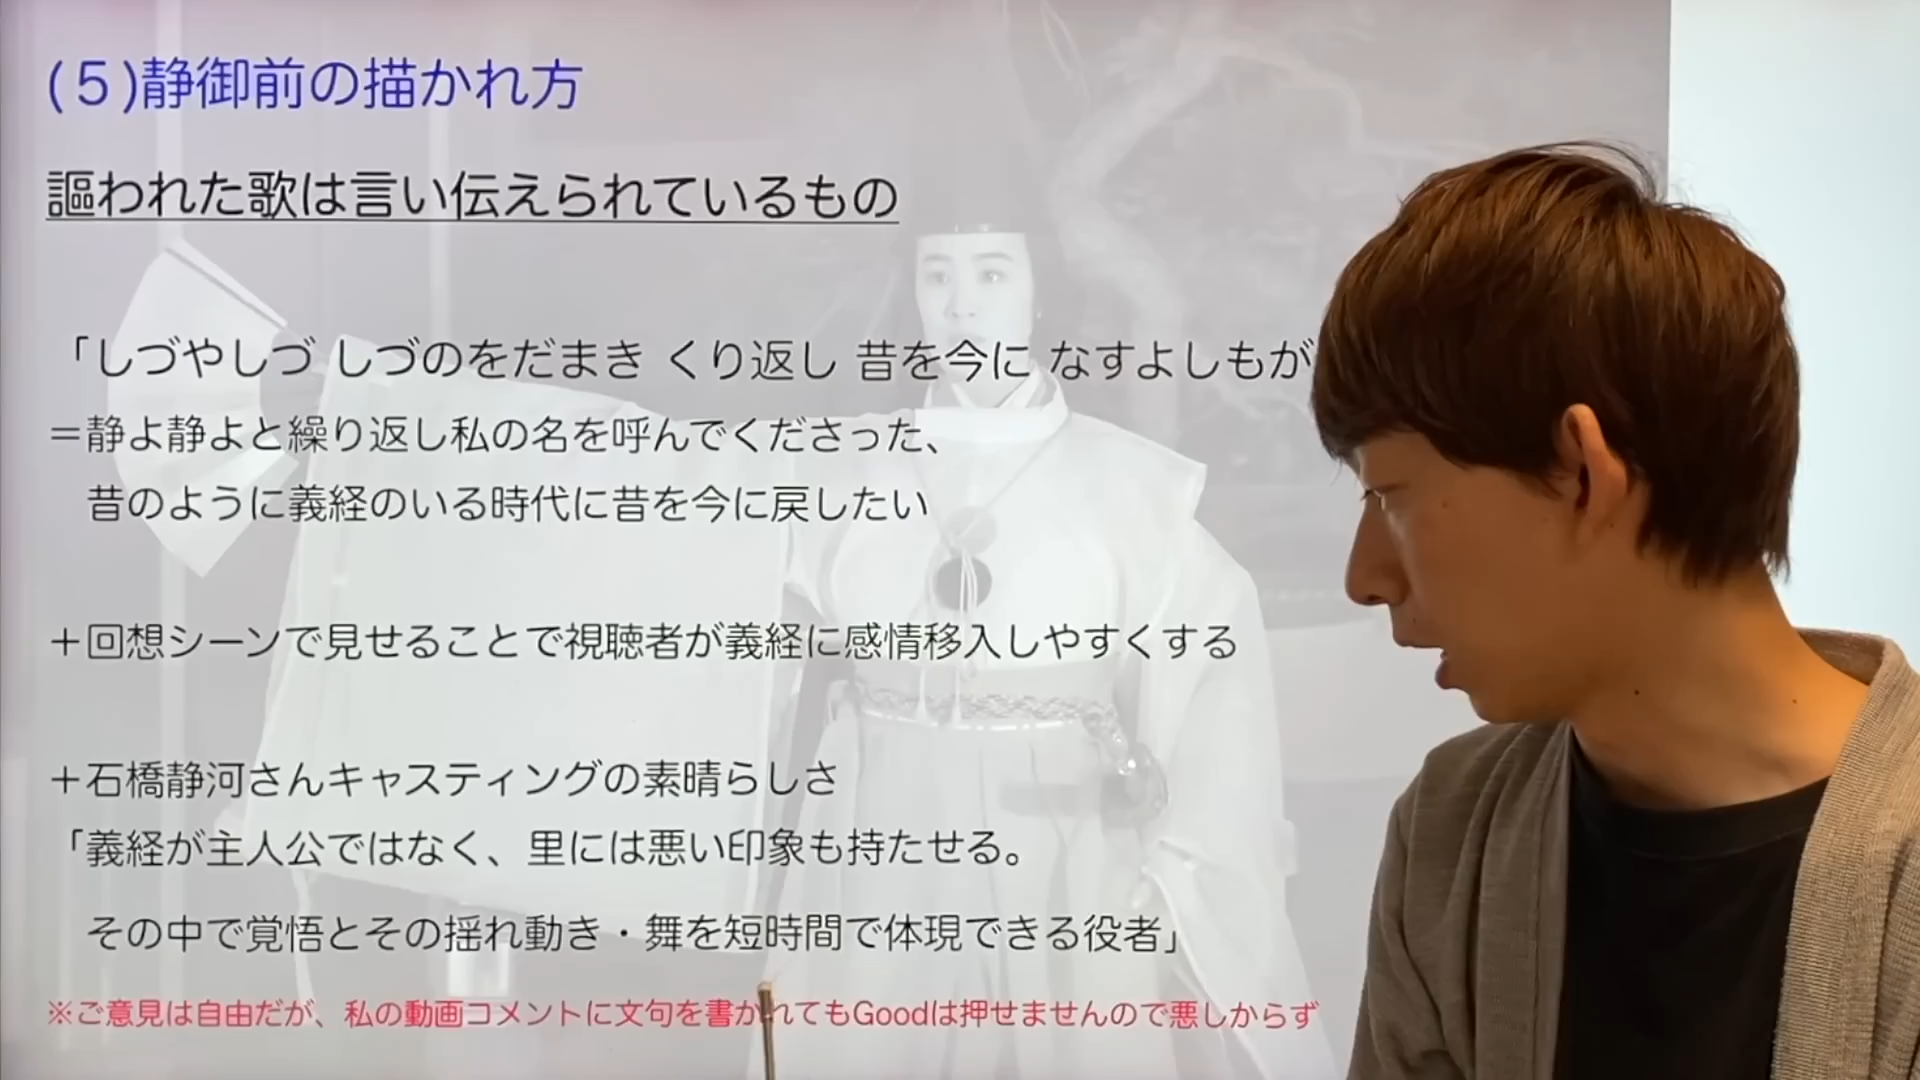 (５)静御前の描かれ方
謳われた歌は言い伝えられているもの
「しづやしづ しづのをだまき くり返し 昔を今に なすよしもが
＝静よ静よと繰り返し私の名を呼んでくださった、
昔のように義経のいる時代に昔を今に戻したい
＋回想シーンで見せることで視聴者が義経に感情移入しやすくする
＋石橋静河さんキャスティングの素晴らしさ
「義経が主人公ではなく、里には悪い印象も持たせる。
その中で覚悟とその揺れ動き・舞を短時間で体現できる役者」
※ご意見は自由だが、私の動画コメントに文句を書かれてもGoodは押せませんので悪しからず